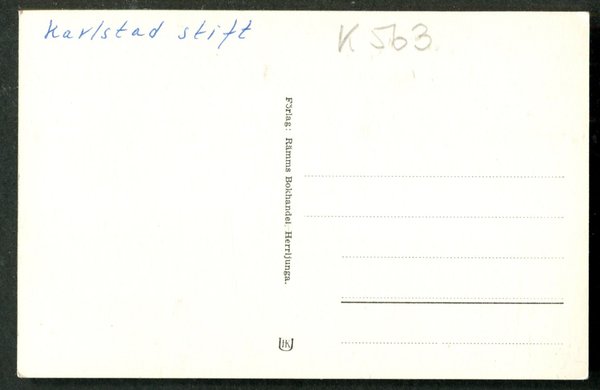 Karlstad stift
K 563
Förlag: Rämms Bokhandel, Herrljunga.